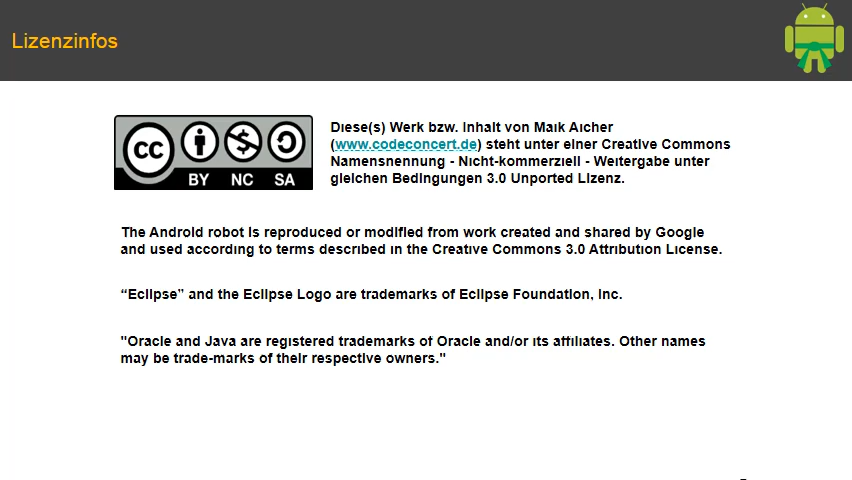 Lizenzinfos
Diese(s) Werk bzw. Inhalt von Maik Aicher
(www.codeconcert.de) steht unter einer Creative Commons
Namensnennung - Nicht-kommerziell - Weitergabe unter
gleichen Bedingungen 3.0 Unported Lizenz.
CC
BY NC SA
The Android robot is reproduced or modified from work created and shared by Google
and used according to terms described in the Creative Commons 3.0 Attribution License.
“Eclipse” and the Eclipse Logo are trademarks of Eclipse Foundation, Inc.
"Oracle and Java are registered trademarks of Oracle and/or its affiliates. Other names
may be trade-marks of their respective owners."